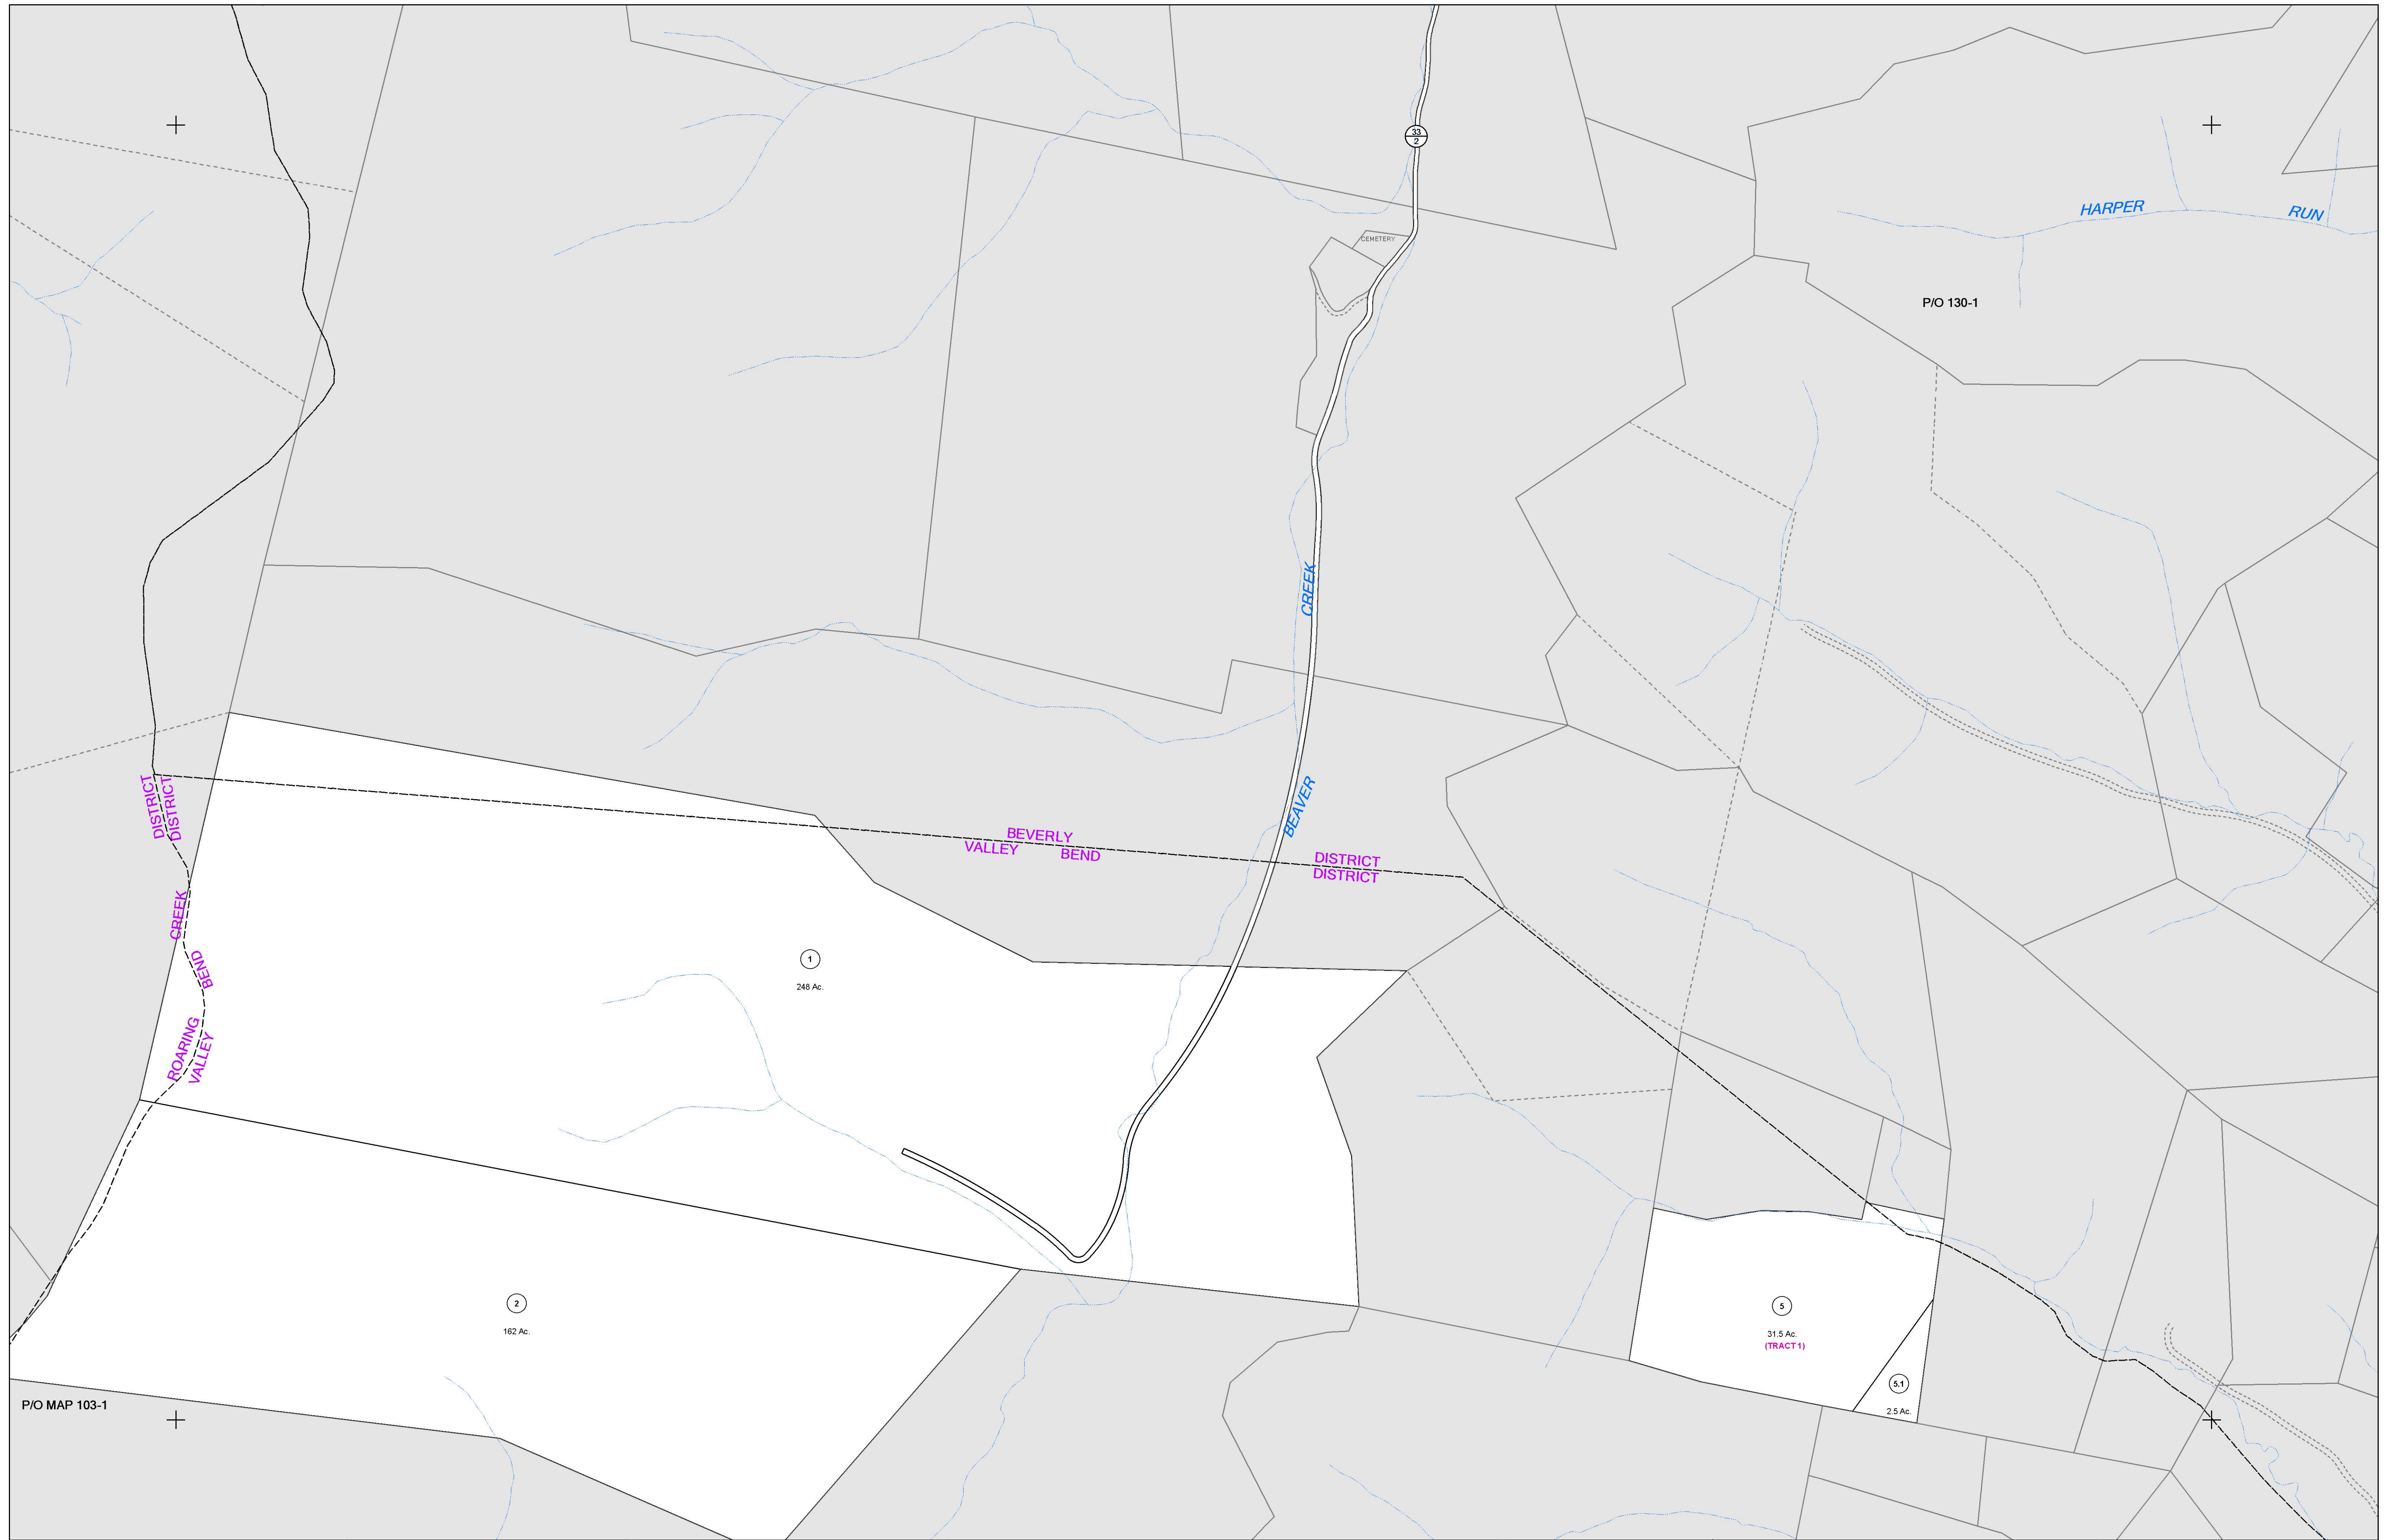 33
2
HARPER RUN
CEMETERY
P/O 130-1
CREEK
BEAVER
DISTRICT
DISTRICT
BEVERLY DISTRICT
VALLEY BEND DISTRICT
ROARING CREEK
VALLEY BEND
1
248 Ac.
2
162 Ac.
5
31.5 Ac.
(TRACT 1)
5.1
2.5 Ac.
P/O MAP 103-1